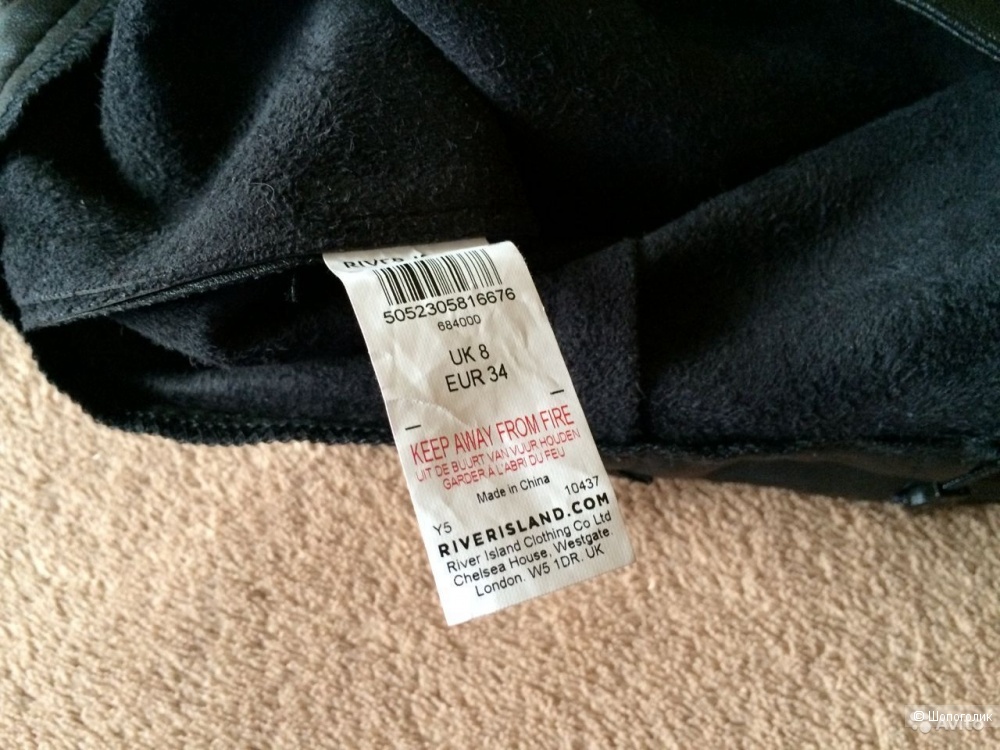 RIVER
5052305816676
684000
UK 8
EUR 34
KEEP AWAY FROM FIRE
UIT DE BUURT VAN VUUR HOUDEN
GARDER A L'ABRI DU FEU
Made in China
10437
Y5
RIVERISLAND.COM
River Island Clothing Co Ltd
Chelsea House, Westgate.
London. W5 1DR. UK
© Шопоголик
Avito